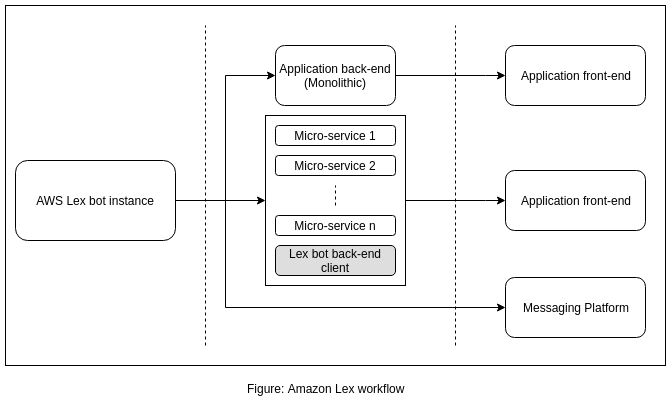 Application back-end
(Monolithic)
Application front-end
Micro-service 1
Micro-service 2
AWS Lex bot instance
Application front-end
Micro-service n
Lex bot back-end
client
Messaging Platform
Figure: Amazon Lex workflow